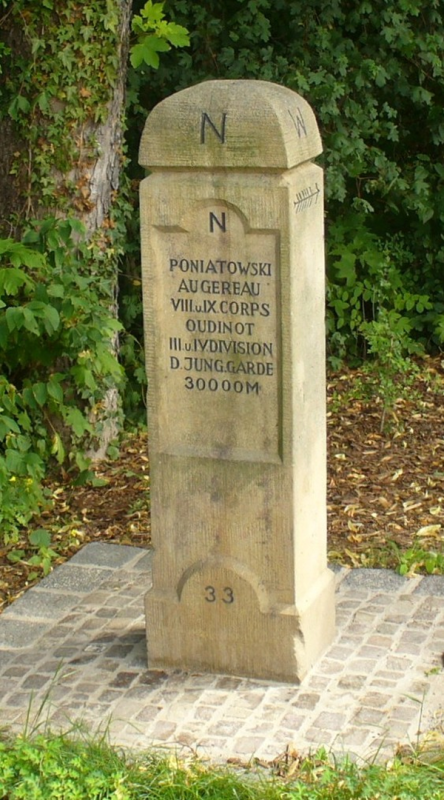 N
W
N
PONIATOWSKI
AUGEREAU
VIII.u.IX.CORPS
OUDINOT
III.u.IV.DIVISION
D.JUNG.GARDE
30000M
33